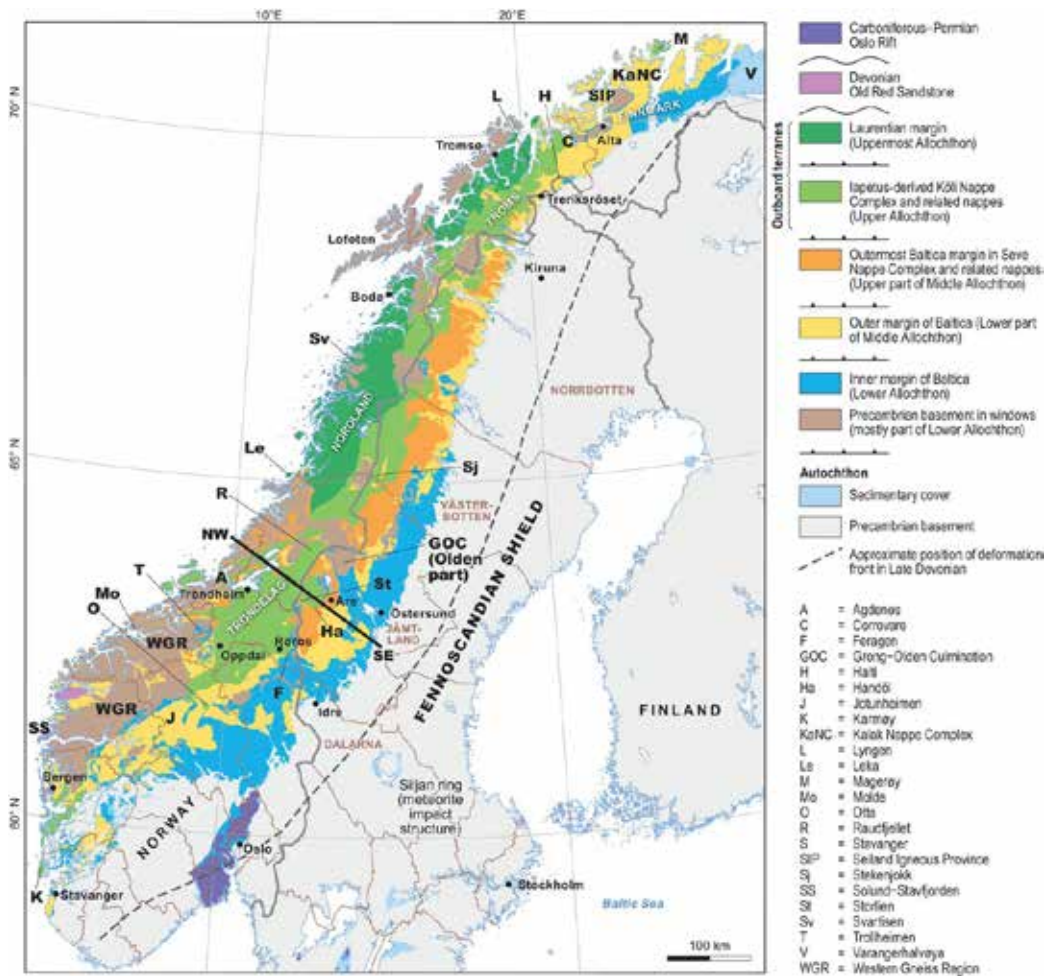 10°E
20°E
70° N
65° N
60° N
M
KaNC
V
SIP
H
L
FINNMARK
C
Alta
Tromsø
TROMS
Treriksröset
Lofoten
Kiruna
Bodø
Sv
NORRBOTTEN
NORDLAND
Le
Sj
R
VÄSTER-
BOTTEN
NW
GOC
(Olden
part)
FENNOSCANDIAN SHIELD
T
A
St
Trondheim
Åre
Mo
TRØNDELAG
Östersund
O
Ha
JÄMT-
LAND
WGR
Røros
SE
Oppdal
F
FINLAND
WGR
J
Idre
SS
DALARNA
Bergen
Siljan ring
(meteorite
impact
structure)
NORWAY
Oslo
K
Stavanger
Stockholm
Baltic Sea
100 km
Carboniferous–Permian
Oslo Rift
Devonian
Old Red Sandstone
Outboard terranes
Laurentian margin
(Uppermost Allochthon)
Iapetus-derived Köli Nappe
Complex and related nappes
(Upper Allochthon)
Outermost Baltica margin in Seve
Nappe Complex and related nappes
(Upper part of Middle Allochthon)
Outer margin of Baltica (Lower part
of Middle Allochthon)
Inner margin of Baltica
(Lower Allochthon)
Precambrian basement in windows
(mostly part of Lower Allochthon)
Autochthon
Sedimentary cover
Precambrian basement
Approximate position of deformation
front in Late Devonian
A = Agdenes
C = Corrovare
F = Feragen
GOC = Grong–Olden Culmination
H = Halti
Ha = Handöl
J = Jotunheimen
K = Karmøy
KaNC = Kalak Nappe Complex
L = Lyngen
Le = Leka
M = Magerøy
Mo = Molde
O = Otta
R = Raudfjellet
S = Stavanger
SIP = Seiland Igneous Province
Sj = Stekenjokk
SS = Solund–Stavfjorden
St = Storlien
Sv = Svartisen
T = Trollheimen
V = Varangerhalvøya
WGR = Western Gneiss Region